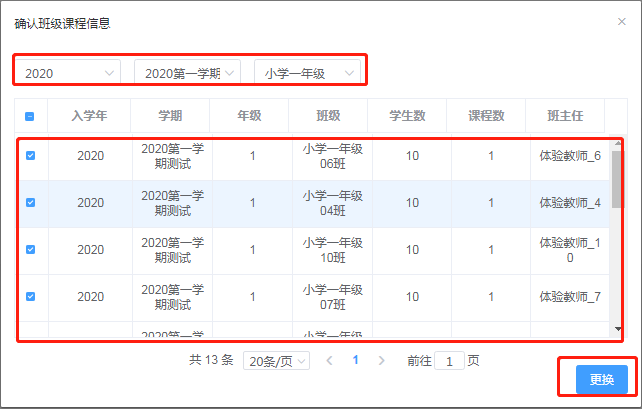 确认班级课程信息 ×
2020 2020第一学期 小学一年级
入学年 学期 年级 班级 学生数 课程数 班主任
2020 2020第一学期测试 1 小学一年级06班 10 1 体验教师_6
2020 2020第一学期测试 1 小学一年级04班 10 1 体验教师_4
2020 2020第一学期测试 1 小学一年级10班 10 1 体验教师_10
2020 2020第一学期测试 1 小学一年级07班 10 1 体验教师_7
2020第一学 小学一年级
共 13 条 20条/页 1 前往 1 页
更换